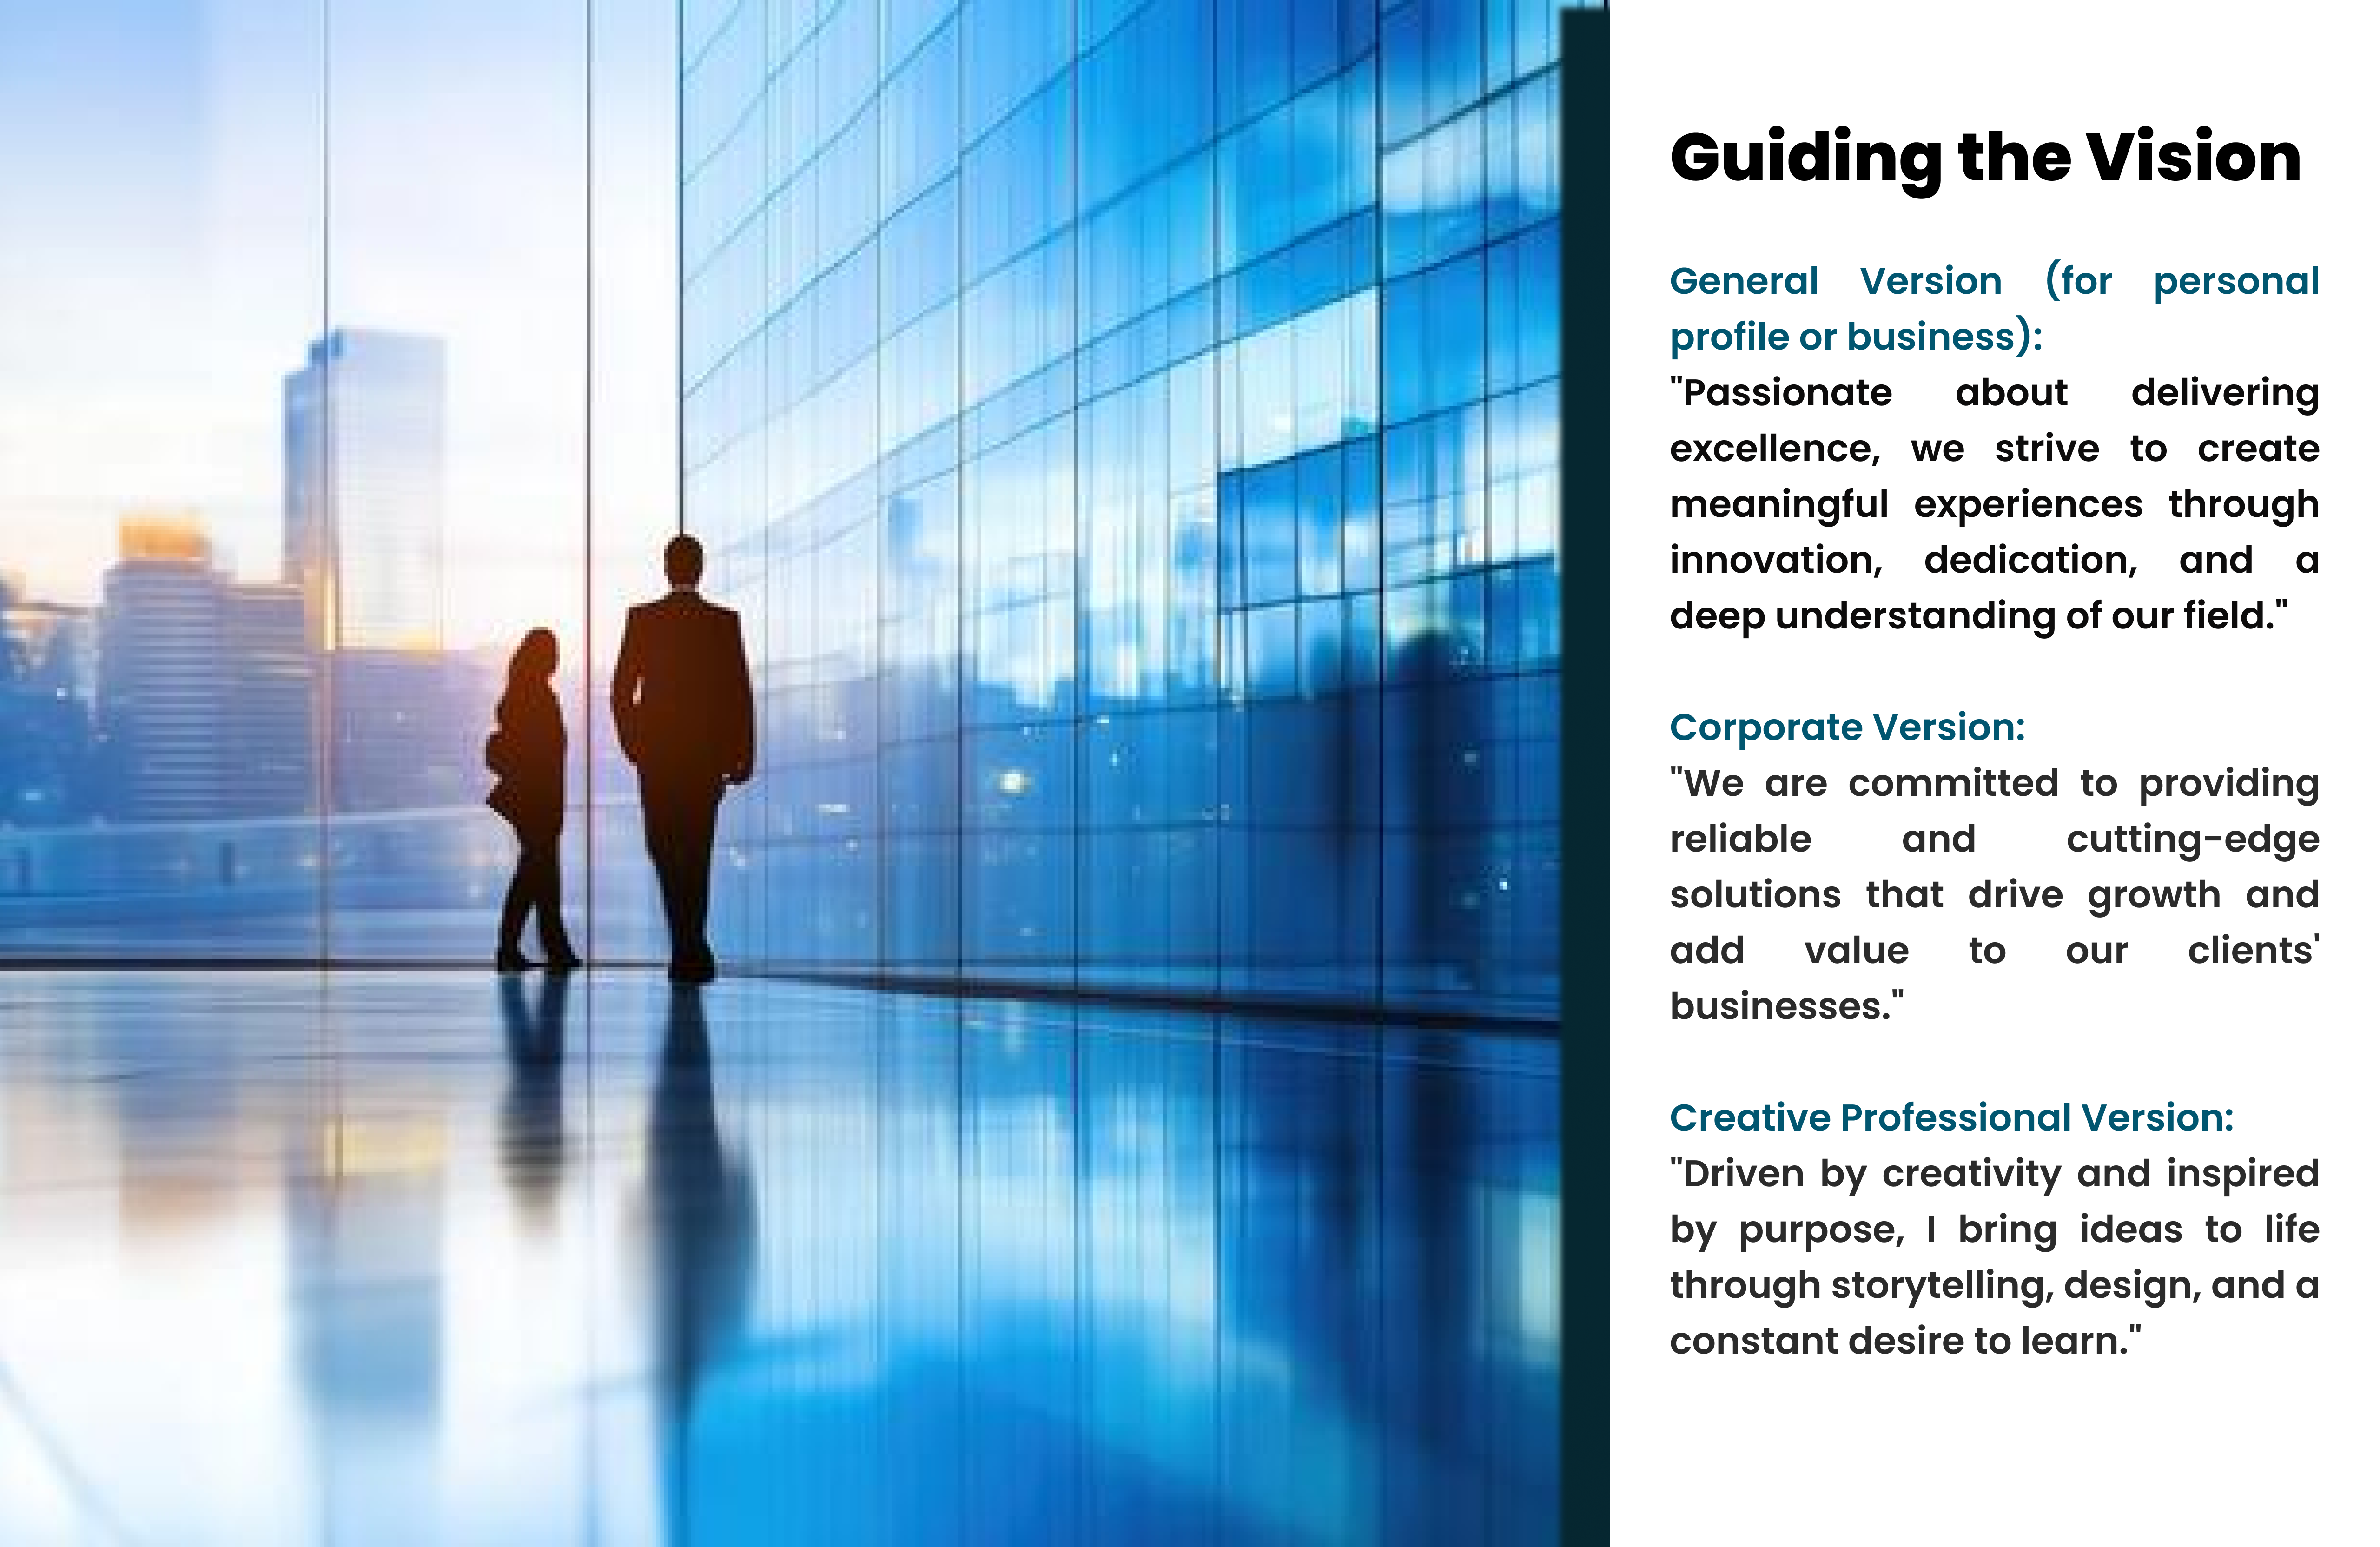 Guiding the Vision
General Version (for personal
profile or business):
"Passionate about delivering
excellence, we strive to create
meaningful experiences through
innovation, dedication, and a
deep understanding of our field."
Corporate Version:
"We are committed to providing
reliable and cutting-edge
solutions that drive growth and
add value to our clients'
businesses."
Creative Professional Version:
"Driven by creativity and inspired
by purpose, I bring ideas to life
through storytelling, design, and a
constant desire to learn."